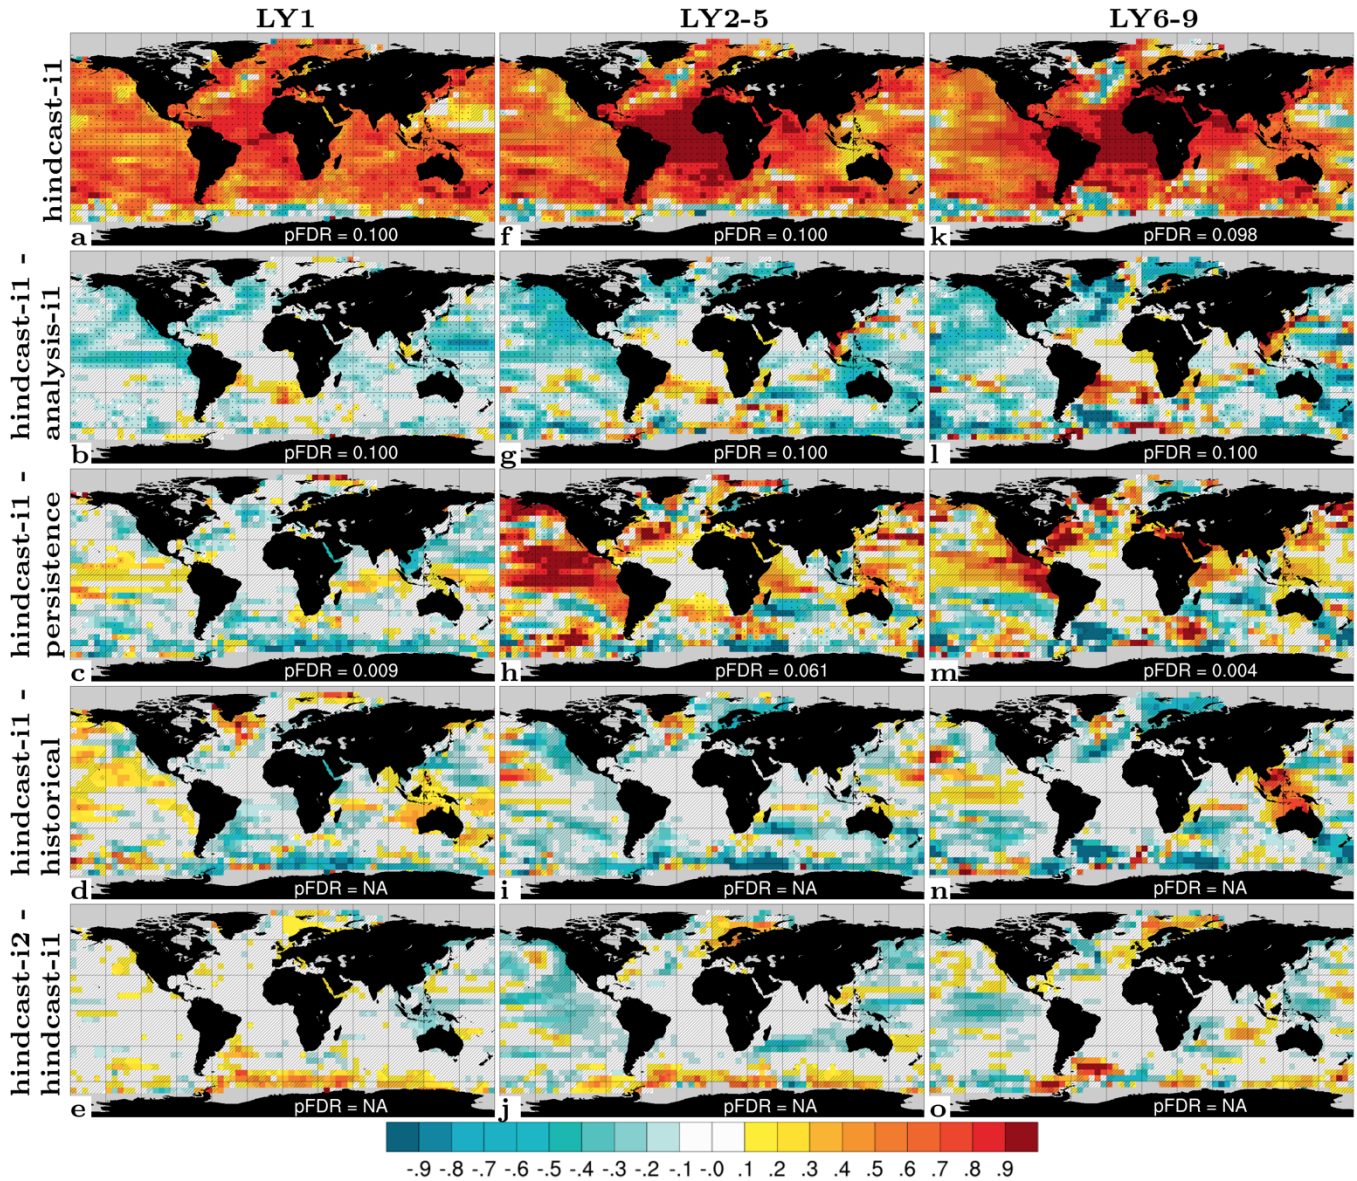 LY1
LY2-5
LY6-9
hindcast-i1
a
pFDR = 0.100
f
pFDR = 0.100
k
pFDR = 0.098
hindcast-i1 -
analysis-i1
b
pFDR = 0.100
g
pFDR = 0.100
l
pFDR = 0.100
hindcast-i1 -
persistence
c
pFDR = 0.009
h
pFDR = 0.061
m
pFDR = 0.004
hindcast-i1 -
historical
d
pFDR = NA
i
pFDR = NA
n
pFDR = NA
hindcast-i2 -
hindcast-i1
e
pFDR = NA
j
pFDR = NA
o
pFDR = NA
-.9 -.8 -.7 -.6 -.5 -.4 -.3 -.2 -.1 -.0 .1 .2 .3 .4 .5 .6 .7 .8 .9